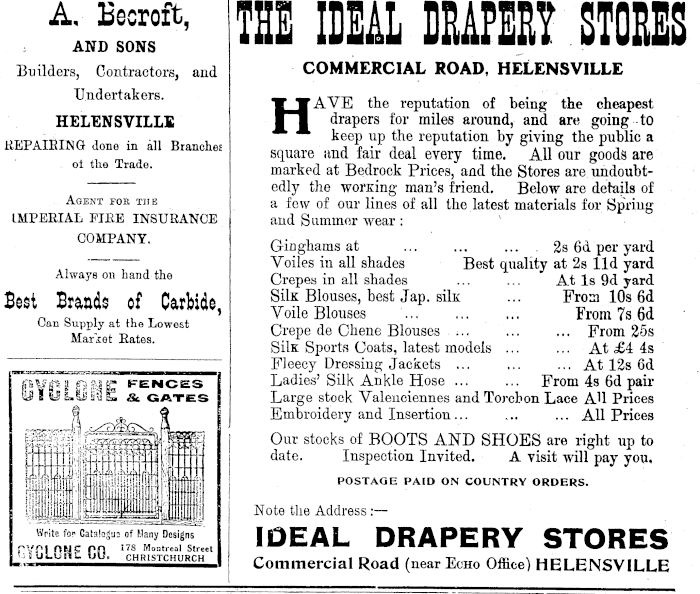 A. Becroft,
AND SONS
Builders, Contractors, and
Undertakers.
HELENSVILLE
REPAIRING done in all Branches
of the Trade.
AGENT FOR THE
IMPERIAL FIRE INSURANCE
COMPANY.
Always on hand the
Best Brands of Carbide,
Can Supply at the Lowest
Market Rates.
CYCLONE FENCES
& GATES
Write for Catalogue of Many Designs
CYCLONE CO. 178 Montreal Street
CHRISTCHURCH
THE IDEAL DRAPERY STORES
COMMERCIAL ROAD, HELENSVILLE
HAVE the reputation of being the cheapest
drapers for miles around, and are going to
keep up the reputation by giving the public a
square and fair deal every time. All our goods are
marked at Bedrock Prices, and the Stores are undoubt-
edly the working man's friend. Below are details of
a few of our lines of all the latest materials for Spring
and Summer wear :
Ginghams at ... ... ... 2s 6d per yard
Voiles in all shades Best quality at 2s 11d yard
Crepes in all shades ... ... At 1s 9d yard
Silk Blouses, best Jap. silk ... From 10s 6d
Voile Blouses ... ... ... From 7s 6d
Crepe de Chene Blouses ... ... ... From 25s
Silk Sports Coats, latest models ... ... At £4 4s
Fleecy Dressing Jackets ... ... ... At 12s 6d
Ladies' Silk Ankle Hose ... ... From 4s 6d pair
Large stock Valenciennes and Torchon Lace All Prices
Embroidery and Insertion ... ... ... All Prices
Our stocks of BOOTS AND SHOES are right up to
date. Inspection Invited. A visit will pay you.
POSTAGE PAID ON COUNTRY ORDERS.
Note the Address :—
IDEAL DRAPERY STORES
Commercial Road (near ECHO Office) HELENSVILLE